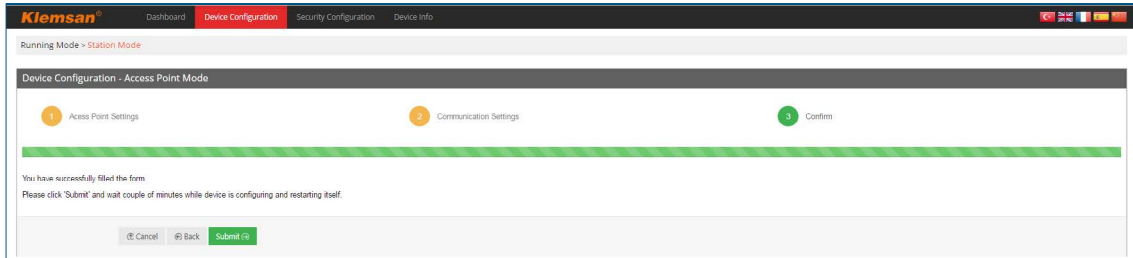 Klemsan® Dashboard Device Configuration Security Configuration Device Info
Running Mode > Station Mode
Device Configuration - Access Point Mode
1 Acess Point Settings 2 Communication Settings 3 Confirm
You have successfully filled the form
Please click 'Submit' and wait couple of minutes while device is configuring and restarting itself.
Cancel Back Submit